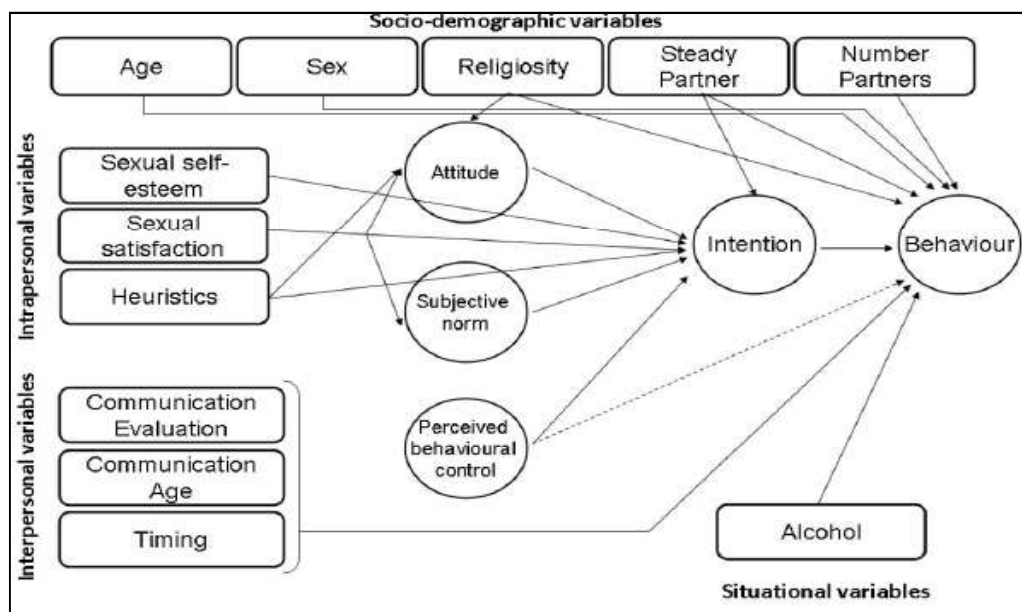 Socio-demographic variables
Age
Sex
Religiosity
Steady
Partner
Number
Partners
Intrapersonal variables
Sexual self-
esteem
Sexual
satisfaction
Heuristics
Attitude
Subjective
norm
Intention
Behaviour
Interpersonal variables
Communication
Evaluation
Communication
Age
Timing
Perceived
behavioural
control
Alcohol
Situational variables